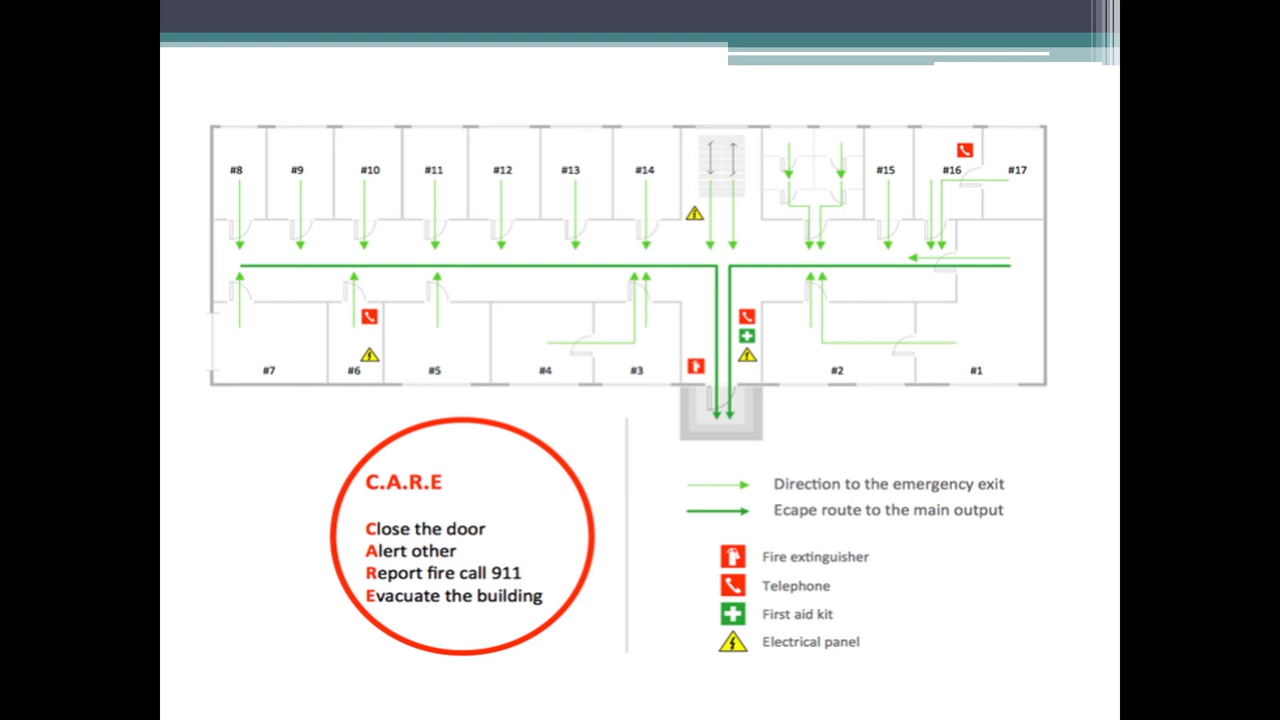 #8 #9 #10 #11 #12 #13 #14 #15 #16 #17
#7 #6 #5 #4 #3 #2 #1
C.A.R.E
Close the door
Alert other
Report fire call 911
Evacuate the building
Direction to the emergency exit
Ecape route to the main output
Fire extinguisher
Telephone
First aid kit
Electrical panel